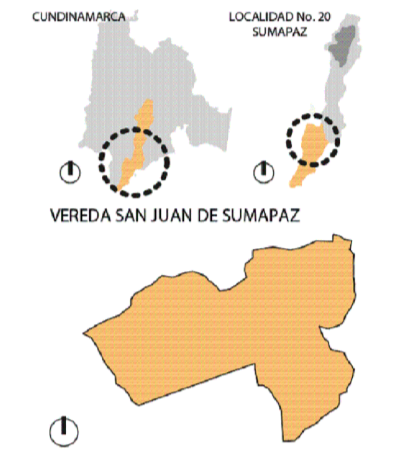 CUNDINAMARCA
LOCALIDAD No. 20
SUMAPAZ
VEREDA SAN JUAN DE SUMAPAZ